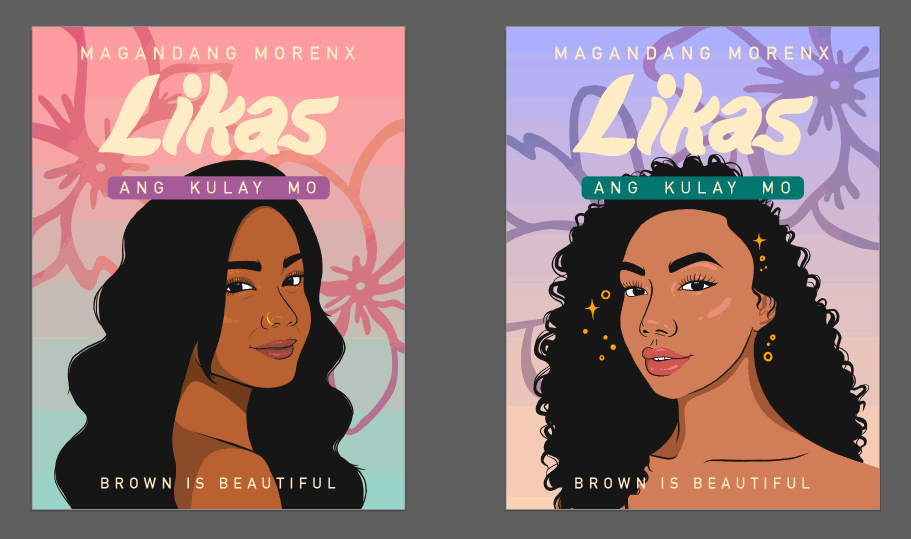 MAGANDANG MORENX
Likas
ANG KULAY MO
BROWN IS BEAUTIFUL
MAGANDANG MORENX
Likas
ANG KULAY MO
BROWN IS BEAUTIFUL